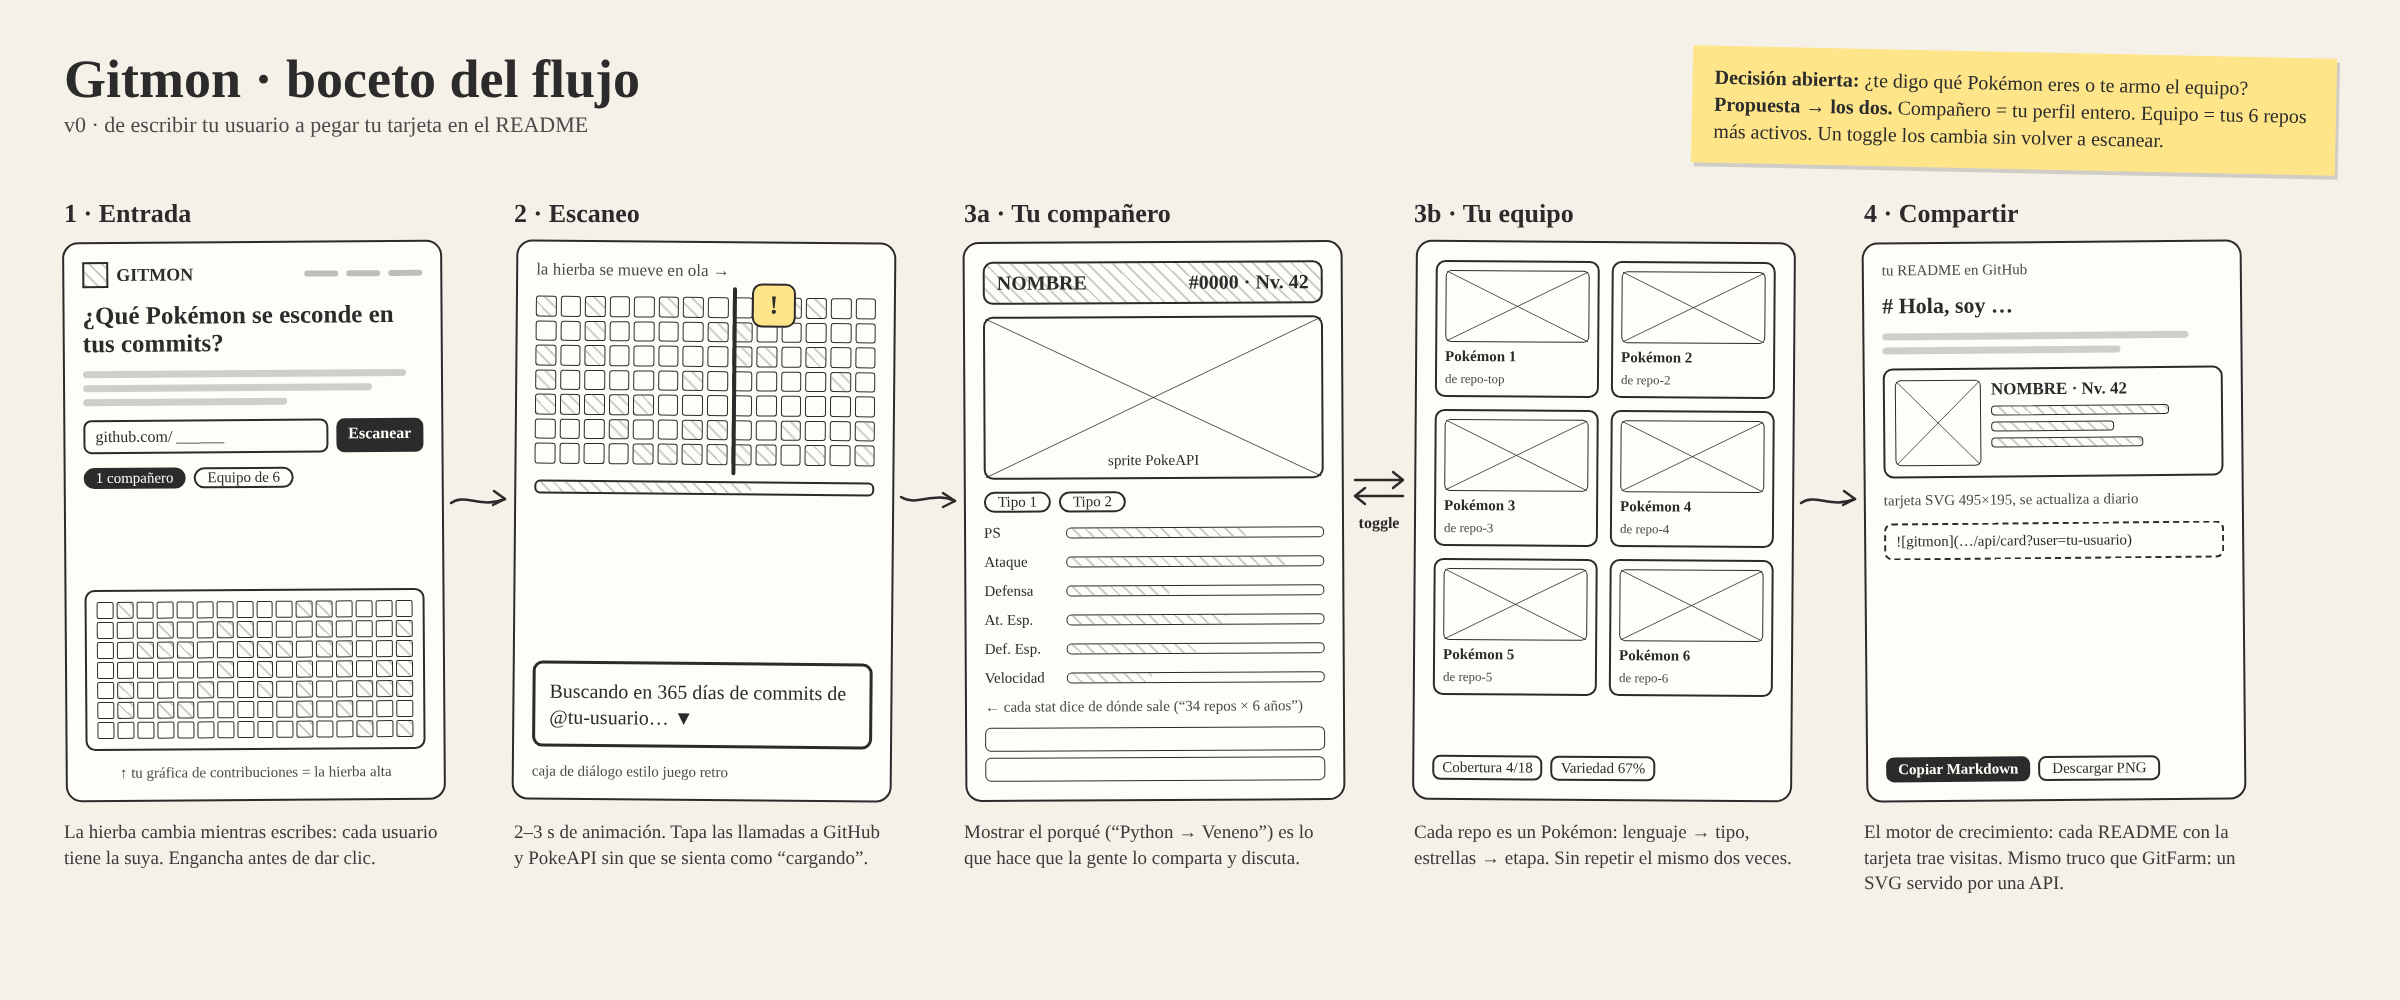 Gitmon · boceto del flujo
v0 · de escribir tu usuario a pegar tu tarjeta en el README
Decisión abierta: ¿te digo qué Pokémon eres o te armo el equipo?
Propuesta → los dos. Compañero = tu perfil entero. Equipo = tus 6 repos
más activos. Un toggle los cambia sin volver a escanear.
1 · Entrada
GITMON
¿Qué Pokémon se esconde en
tus commits?
github.com/ ______
Escanear
1 compañero
Equipo de 6
↑ tu gráfica de contribuciones = la hierba alta
La hierba cambia mientras escribes: cada usuario
tiene la suya. Engancha antes de dar clic.
2 · Escaneo
la hierba se mueve en ola →
!
Buscando en 365 días de commits de
@tu-usuario… ▼
caja de diálogo estilo juego retro
2–3 s de animación. Tapa las llamadas a GitHub
y PokeAPI sin que se sienta como “cargando”.
3a · Tu compañero
NOMBRE
#0000 · Nv. 42
sprite PokeAPI
Tipo 1
Tipo 2
PS
Ataque
Defensa
At. Esp.
Def. Esp.
Velocidad
← cada stat dice de dónde sale (“34 repos × 6 años”)
Mostrar el porqué (“Python → Veneno”) es lo
que hace que la gente lo comparta y discuta.
toggle
3b · Tu equipo
Pokémon 1
de repo-top
Pokémon 2
de repo-2
Pokémon 3
de repo-3
Pokémon 4
de repo-4
Pokémon 5
de repo-5
Pokémon 6
de repo-6
Cobertura 4/18
Variedad 67%
Cada repo es un Pokémon: lenguaje → tipo,
estrellas → etapa. Sin repetir el mismo dos veces.
4 · Compartir
tu README en GitHub
# Hola, soy …
NOMBRE · Nv. 42
tarjeta SVG 495×195, se actualiza a diario
![gitmon](…/api/card?user=tu-usuario)
Copiar Markdown
Descargar PNG
El motor de crecimiento: cada README con la
tarjeta trae visitas. Mismo truco que GitFarm: un
SVG servido por una API.